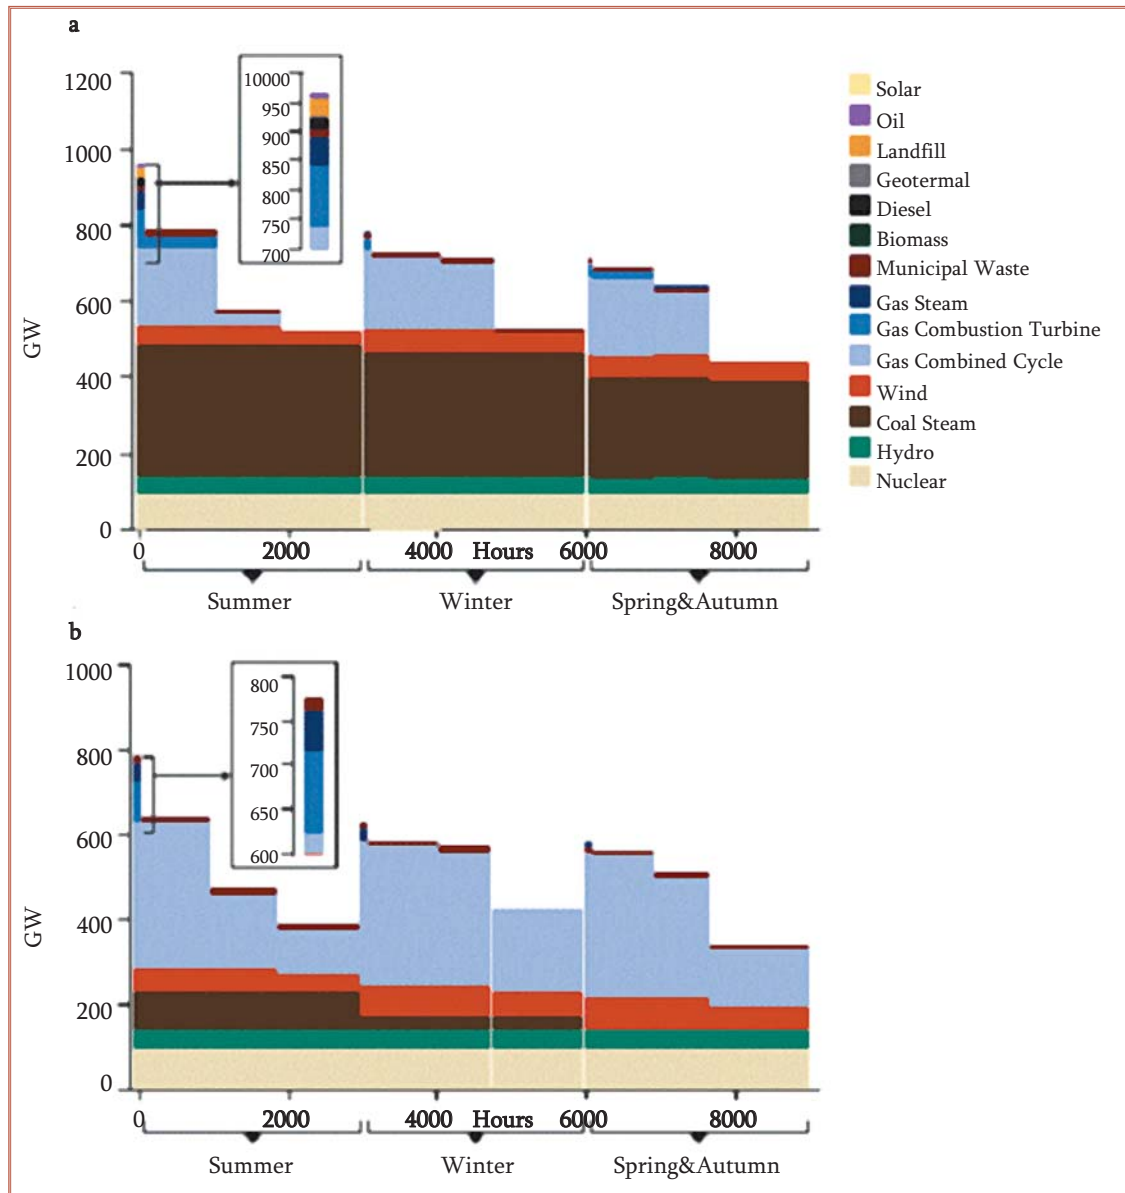 a
1200
1000
800
600
400
200
0
GW
10000
950
900
850
800
750
700
0 2000 4000 Hours 6000 8000
Summer Winter Spring&Autumn
Solar
Oil
Landfill
Geotermal
Diesel
Biomass
Municipal Waste
Gas Steam
Gas Combustion Turbine
Gas Combined Cycle
Wind
Coal Steam
Hydro
Nuclear
b
1000
800
600
400
200
0
GW
800
750
700
650
600
0 2000 4000 Hours 6000 8000
Summer Winter Spring&Autumn